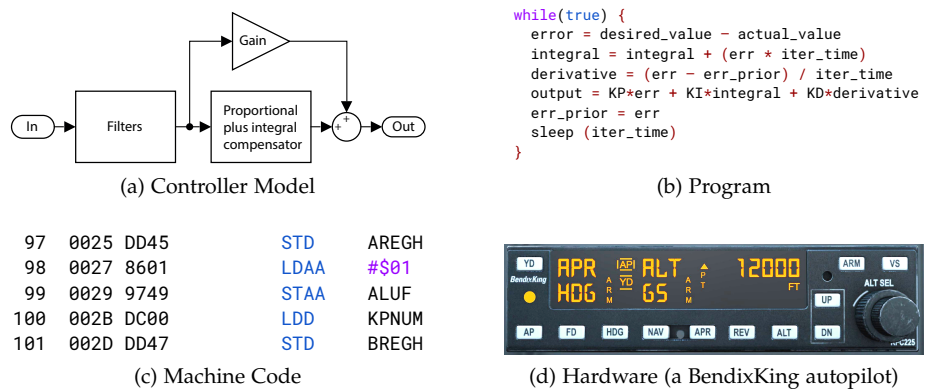 Gain
In
Filters
Proportional
plus integral
compensator
+
+
Out
(a) Controller Model
while(true) {
error = desired_value – actual_value
integral = integral + (err * iter_time)
derivative = (err – err_prior) / iter_time
output = KP*err + KI*integral + KD*derivative
err_prior = err
sleep (iter_time)
}
(b) Program
97 0025 DD45 STD AREGH
98 0027 8601 LDAA #$01
99 0029 9749 STAA ALUF
100 002B DC00 LDD KPNUM
101 002D DD47 STD BREGH
(c) Machine Code
YD
BendixKing
APR ARM AP ALT ARM PT 12000
HDG YD GS FT
ARM VS
ALT SEL
UP
DN
AP FD HDG NAV APR REV ALT
(d) Hardware (a BendixKing autopilot)